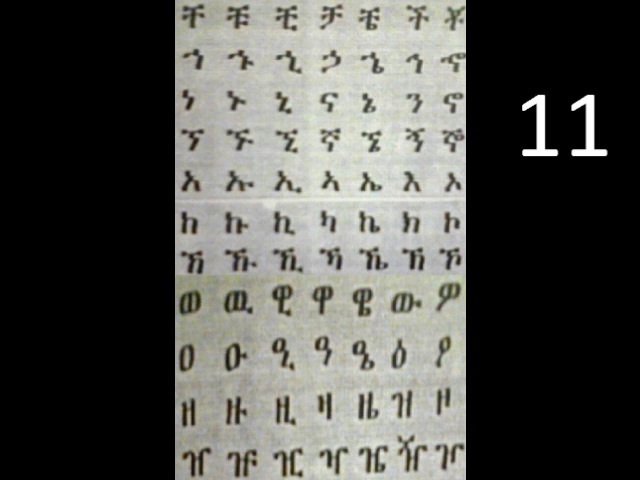 ቸ ቹ ቺ ቻ ቼ ች ቾ
ኀ ኁ ኂ ኃ ኄ ኅ ኆ
ነ ኑ ኒ ና ኔ ን ኖ
ኘ ኙ ኚ ኛ ኜ ኝ ኞ
አ ኡ ኢ ኣ ኤ እ ኦ
ከ ኩ ኪ ካ ኬ ክ ኮ
ኸ ኹ ኺ ኻ ኼ ኽ ኾ
ወ ዉ ዊ ዋ ዌ ው ዎ
ዐ ዑ ዒ ዓ ዔ ዕ ዖ
ዘ ዙ ዚ ዛ ዜ ዝ ዞ
ዠ ዡ ዢ ዣ ዤ ዥ ዦ
11